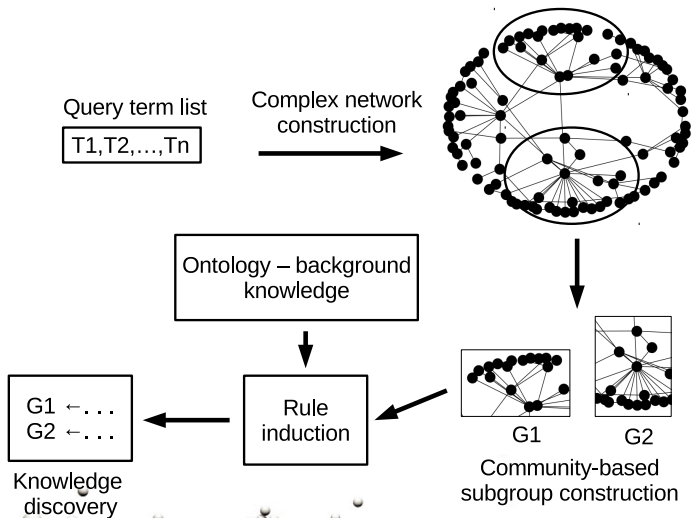 Query term list
T1,T2,...,Tn
Complex network
construction
Ontology – background
knowledge
G1 ←. . .
G2 ←. . .
Knowledge
discovery
Rule
induction
G1
G2
Community-based
subgroup construction